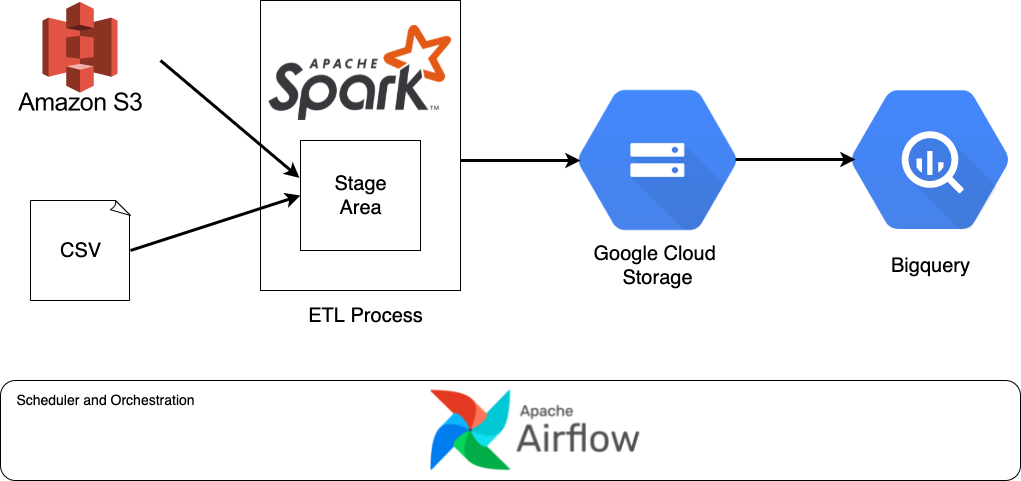 Amazon S3
APACHE
Spark
TM
Stage
Area
CSV
ETL Process
Google Cloud
Storage
Bigquery
Scheduler and Orchestration
Apache
Airflow